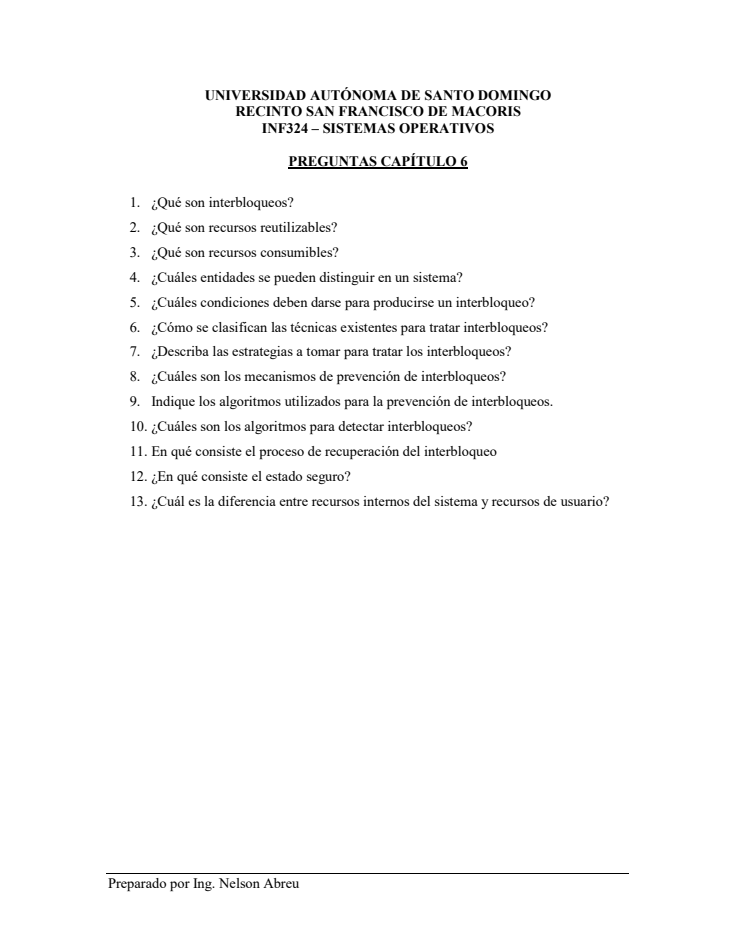 UNIVERSIDAD AUTÓNOMA DE SANTO DOMINGO
RECINTO SAN FRANCISCO DE MACORIS
INF324 – SISTEMAS OPERATIVOS
PREGUNTAS CAPÍTULO 6
1. ¿Qué son interbloqueos?
2. ¿Qué son recursos reutilizables?
3. ¿Qué son recursos consumibles?
4. ¿Cuáles entidades se pueden distinguir en un sistema?
5. ¿Cuáles condiciones deben darse para producirse un interbloqueo?
6. ¿Cómo se clasifican las técnicas existentes para tratar interbloqueos?
7. ¿Describa las estrategias a tomar para tratar los interbloqueos?
8. ¿Cuáles son los mecanismos de prevención de interbloqueos?
9. Indique los algoritmos utilizados para la prevención de interbloqueos.
10. ¿Cuáles son los algoritmos para detectar interbloqueos?
11. En qué consiste el proceso de recuperación del interbloqueo
12. ¿En qué consiste el estado seguro?
13. ¿Cuál es la diferencia entre recursos internos del sistema y recursos de usuario?
Preparado por Ing. Nelson Abreu